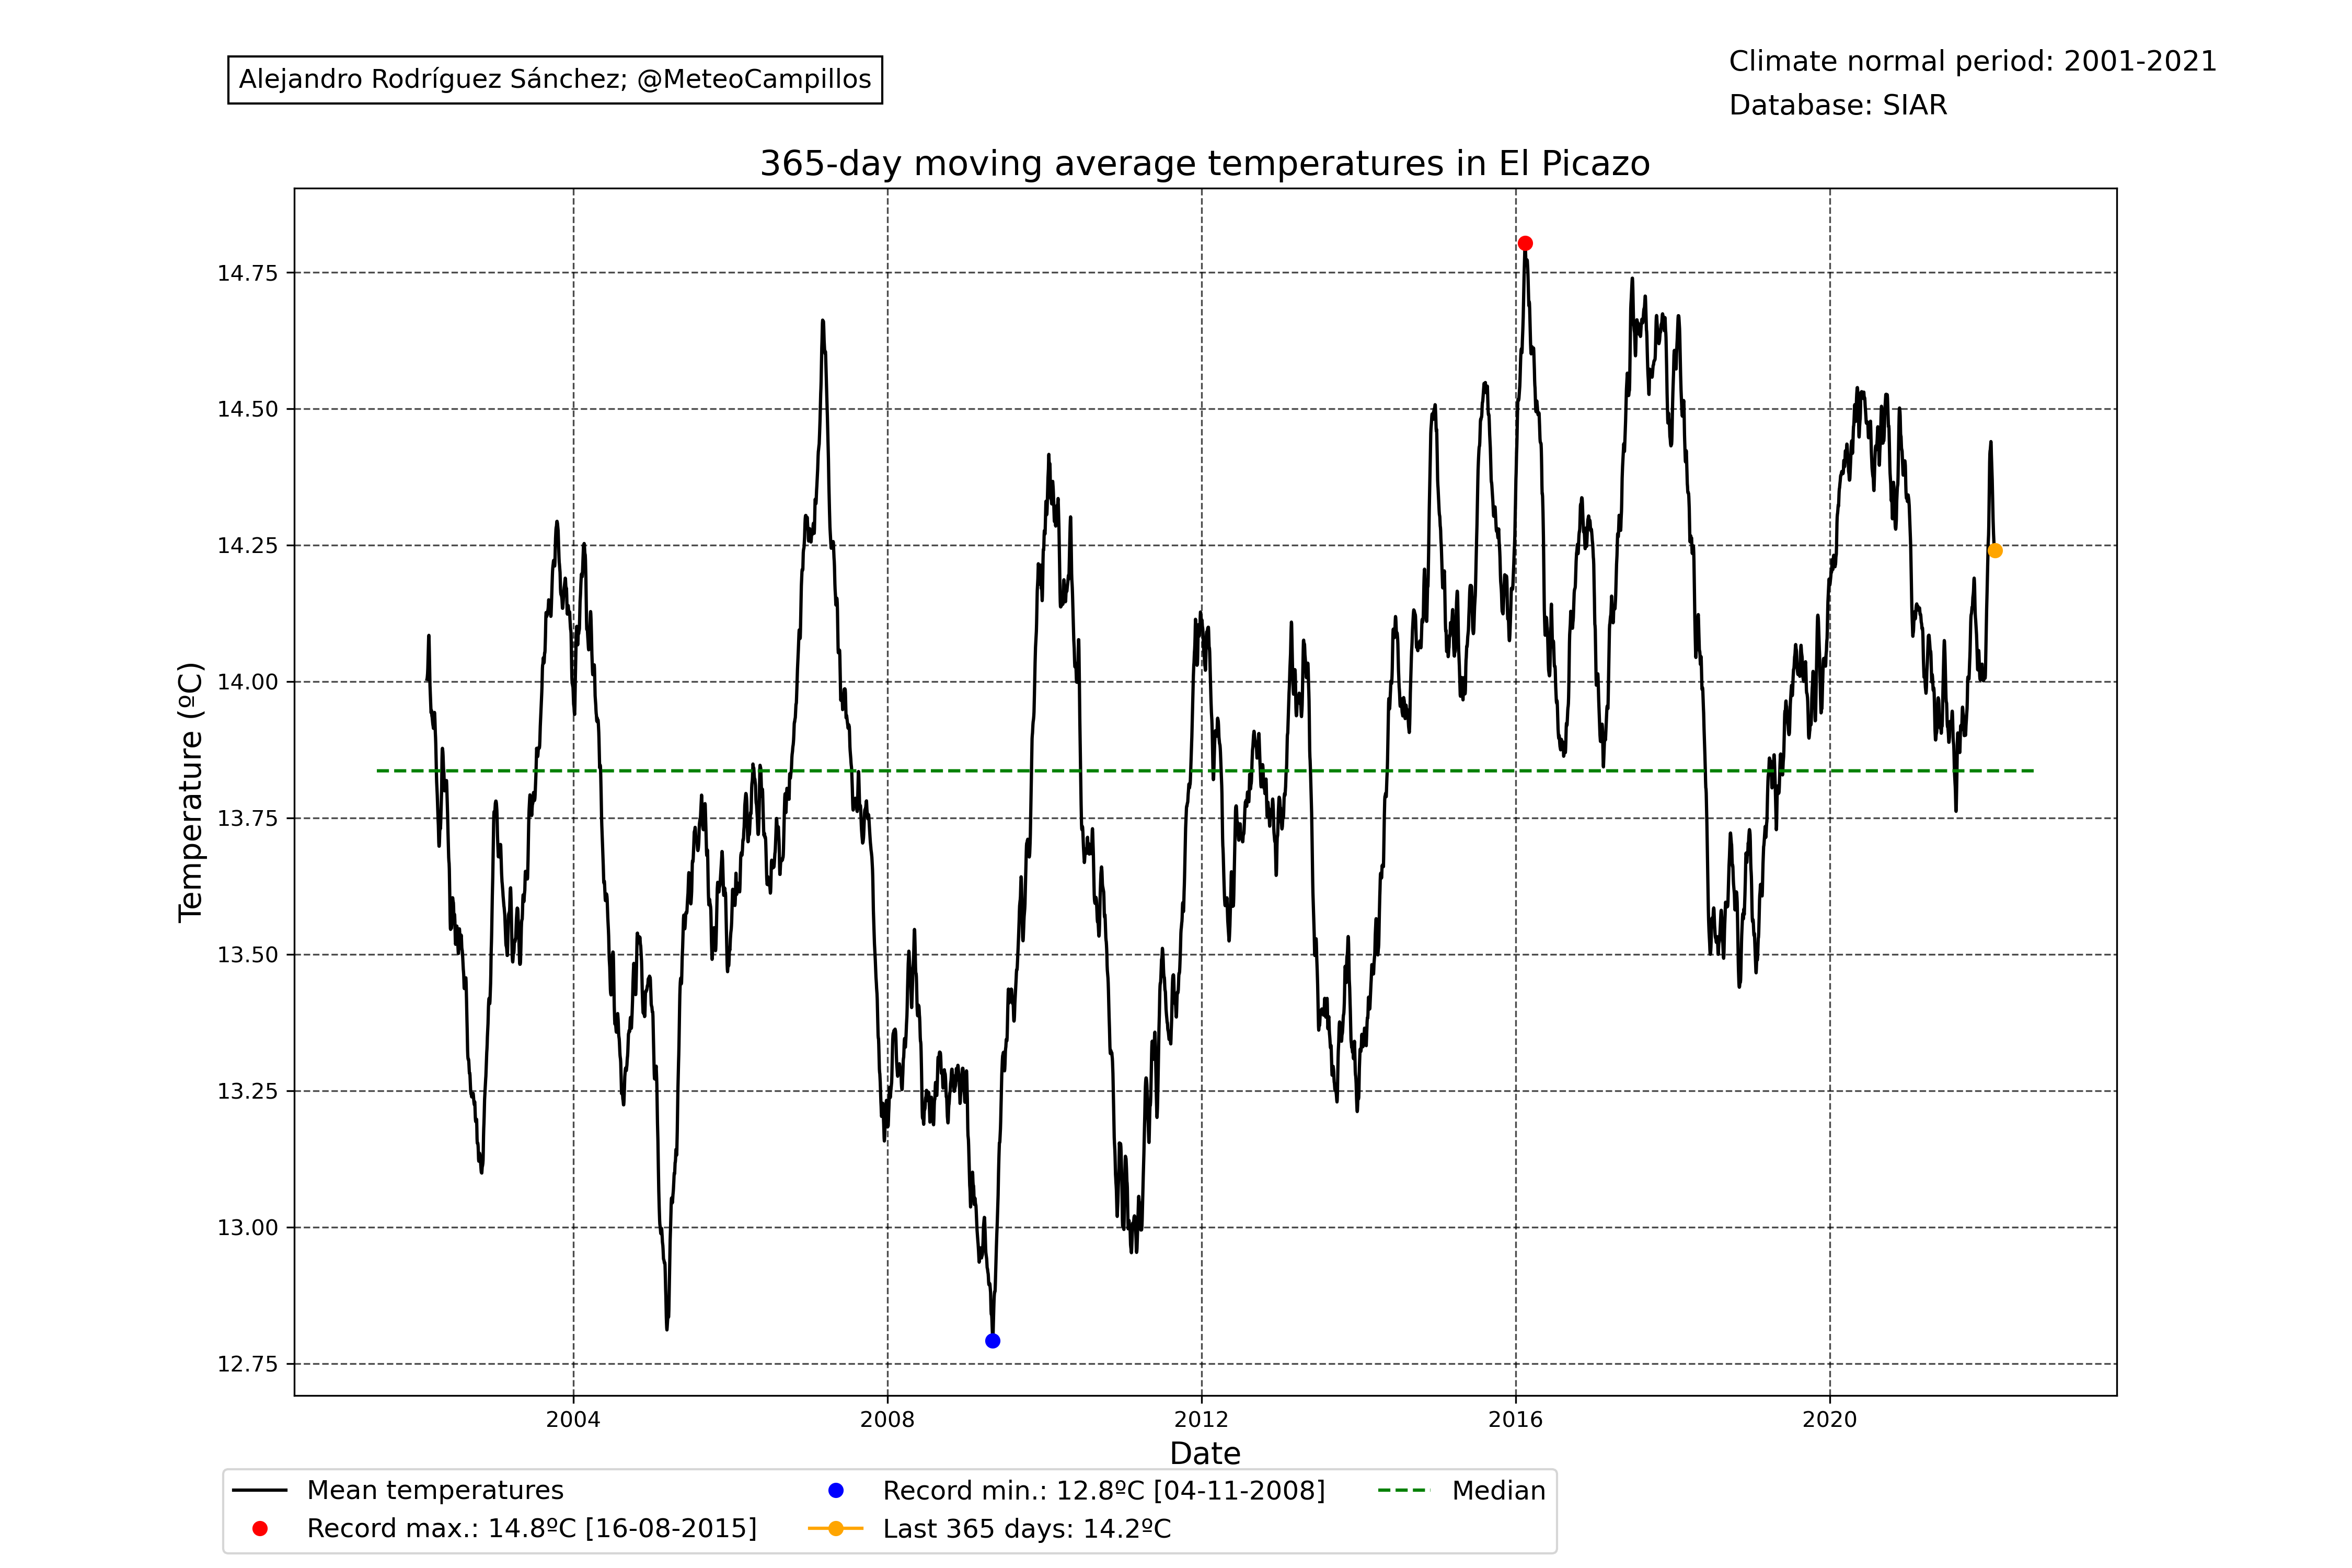 Alejandro Rodríguez Sánchez; @MeteoCampillos
Climate normal period: 2001-2021
Database: SIAR
365-day moving average temperatures in El Picazo
Temperature (ºC)
14.75
14.50
14.25
14.00
13.75
13.50
13.25
13.00
12.75
2004
2008
2012
2016
2020
Date
Mean temperatures
Record max.: 14.8ºC [16-08-2015]
Record min.: 12.8ºC [04-11-2008]
Last 365 days: 14.2ºC
Median